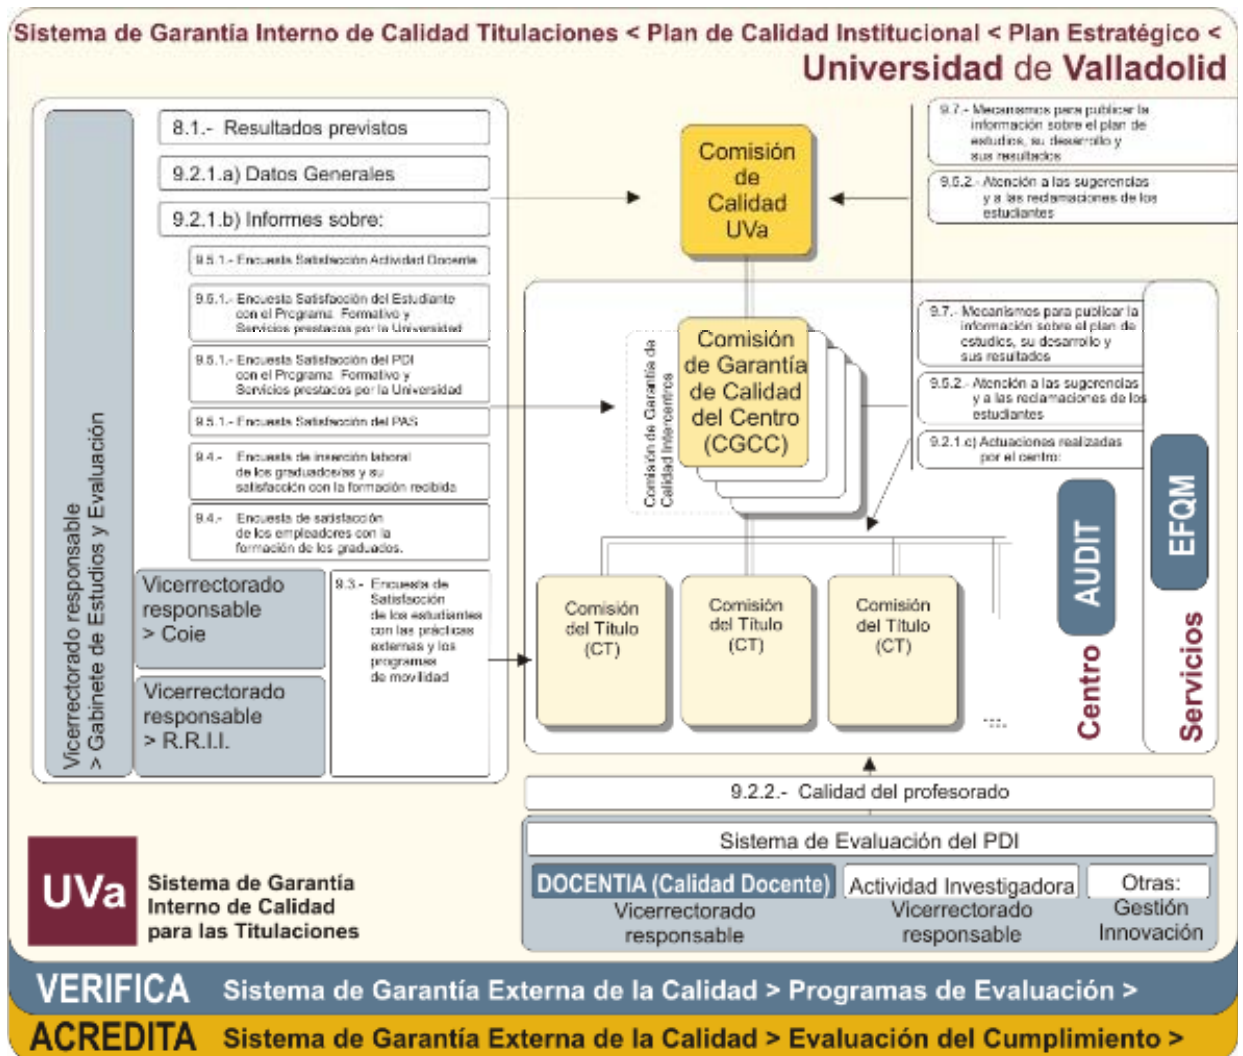 Sistema de Garantía Interno de Calidad Titulaciones < Plan de Calidad Institucional < Plan Estratégico <
Universidad de Valladolid
Vicerrectorado responsable
> Gabinete de Estudios y Evaluación
8.1.- Resultados previstos
9.2.1.a) Datos Generales
9.2.1.b) Informes sobre:
9.5.1.- Encuesta Satisfacción Actividad Docente
9.5.1.- Encuesta Satisfacción del Estudiante
con el Programa Formativo y
Servicios prestados por la Universidad
9.5.1.- Encuesta Satisfacción del PDI
con el Programa Formativo y
Servicios prestados por la Universidad
9.5.1.- Encuesta Satisfacción del PAS
9.4.- Encuesta de inserción laboral
de los graduados/as y su
satisfacción con la formación recibida
9.4.- Encuesta de satisfacción
de los empleadores con la
formación de los graduados.
Vicerrectorado
responsable
> Coie
Vicerrectorado
responsable
> R.R.I.I.
9.3.- Encuesta de
Satisfacción
de los estudiantes
con las prácticas
externas y los
programas
de movilidad
Comisión
de
Calidad
UVa
9.7.- Mecanismos para publicar la
información sobre el plan de
estudios, su desarrollo y
sus resultados
9.5.2.- Atención a las sugerencias
y a las reclamaciones de los
estudiantes
Comisión de Garantía de
Calidad Intercentros
Comisión
de Garantía
de Calidad
del Centro
(CGCC)
9.7.- Mecanismos para publicar la
información sobre el plan de
estudios, su desarrollo y
sus resultados
9.5.2.- Atención a las sugerencias
y a las reclamaciones de los
estudiantes
9.2.1.c) Actuaciones realizadas
por el centro:
Comisión
del Título
(CT)
Comisión
del Título
(CT)
Comisión
del Título
(CT)
....
Centro
AUDIT
Servicios
EFQM
9.2.2.- Calidad del profesorado
Sistema de Evaluación del PDI
DOCENTIA (Calidad Docente)
Vicerrectorado
responsable
Actividad Investigadora
Vicerrectorado
responsable
Otras:
Gestión
Innovación
UVa
Sistema de Garantía
Interno de Calidad
para las Titulaciones
VERIFICA Sistema de Garantía Externa de la Calidad > Programas de Evaluación >
ACREDITA Sistema de Garantía Externa de la Calidad > Evaluación del Cumplimiento >